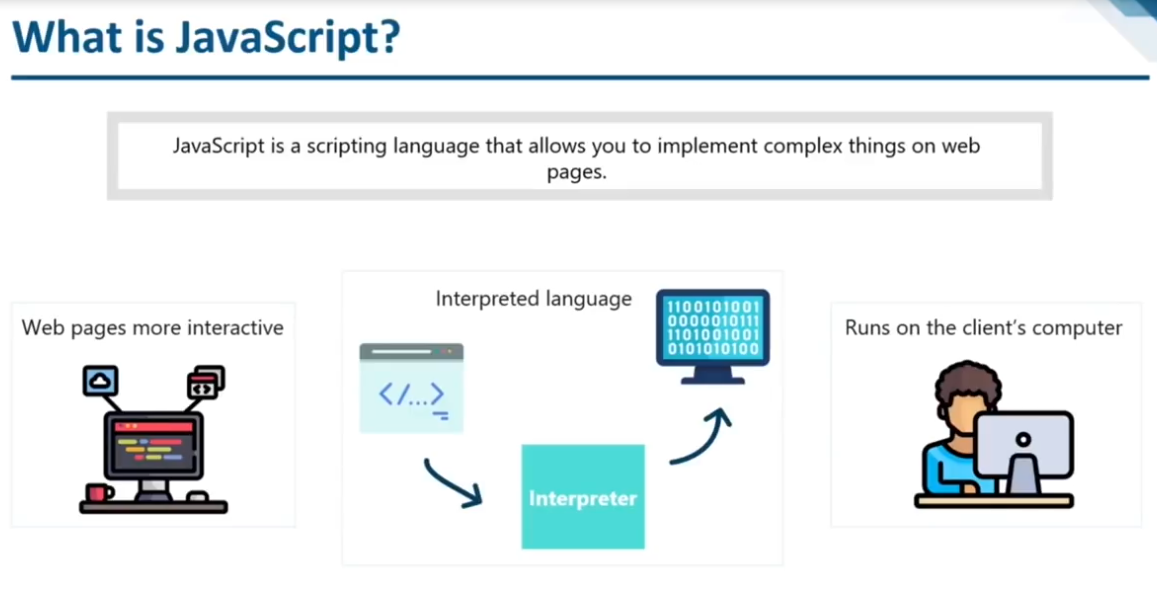 What is JavaScript?
JavaScript is a scripting language that allows you to implement complex things on web
pages.
Web pages more interactive
Interpreted language
</...>
Interpreter
1100101001
0000010111
1101001001
0101010100
Runs on the client's computer